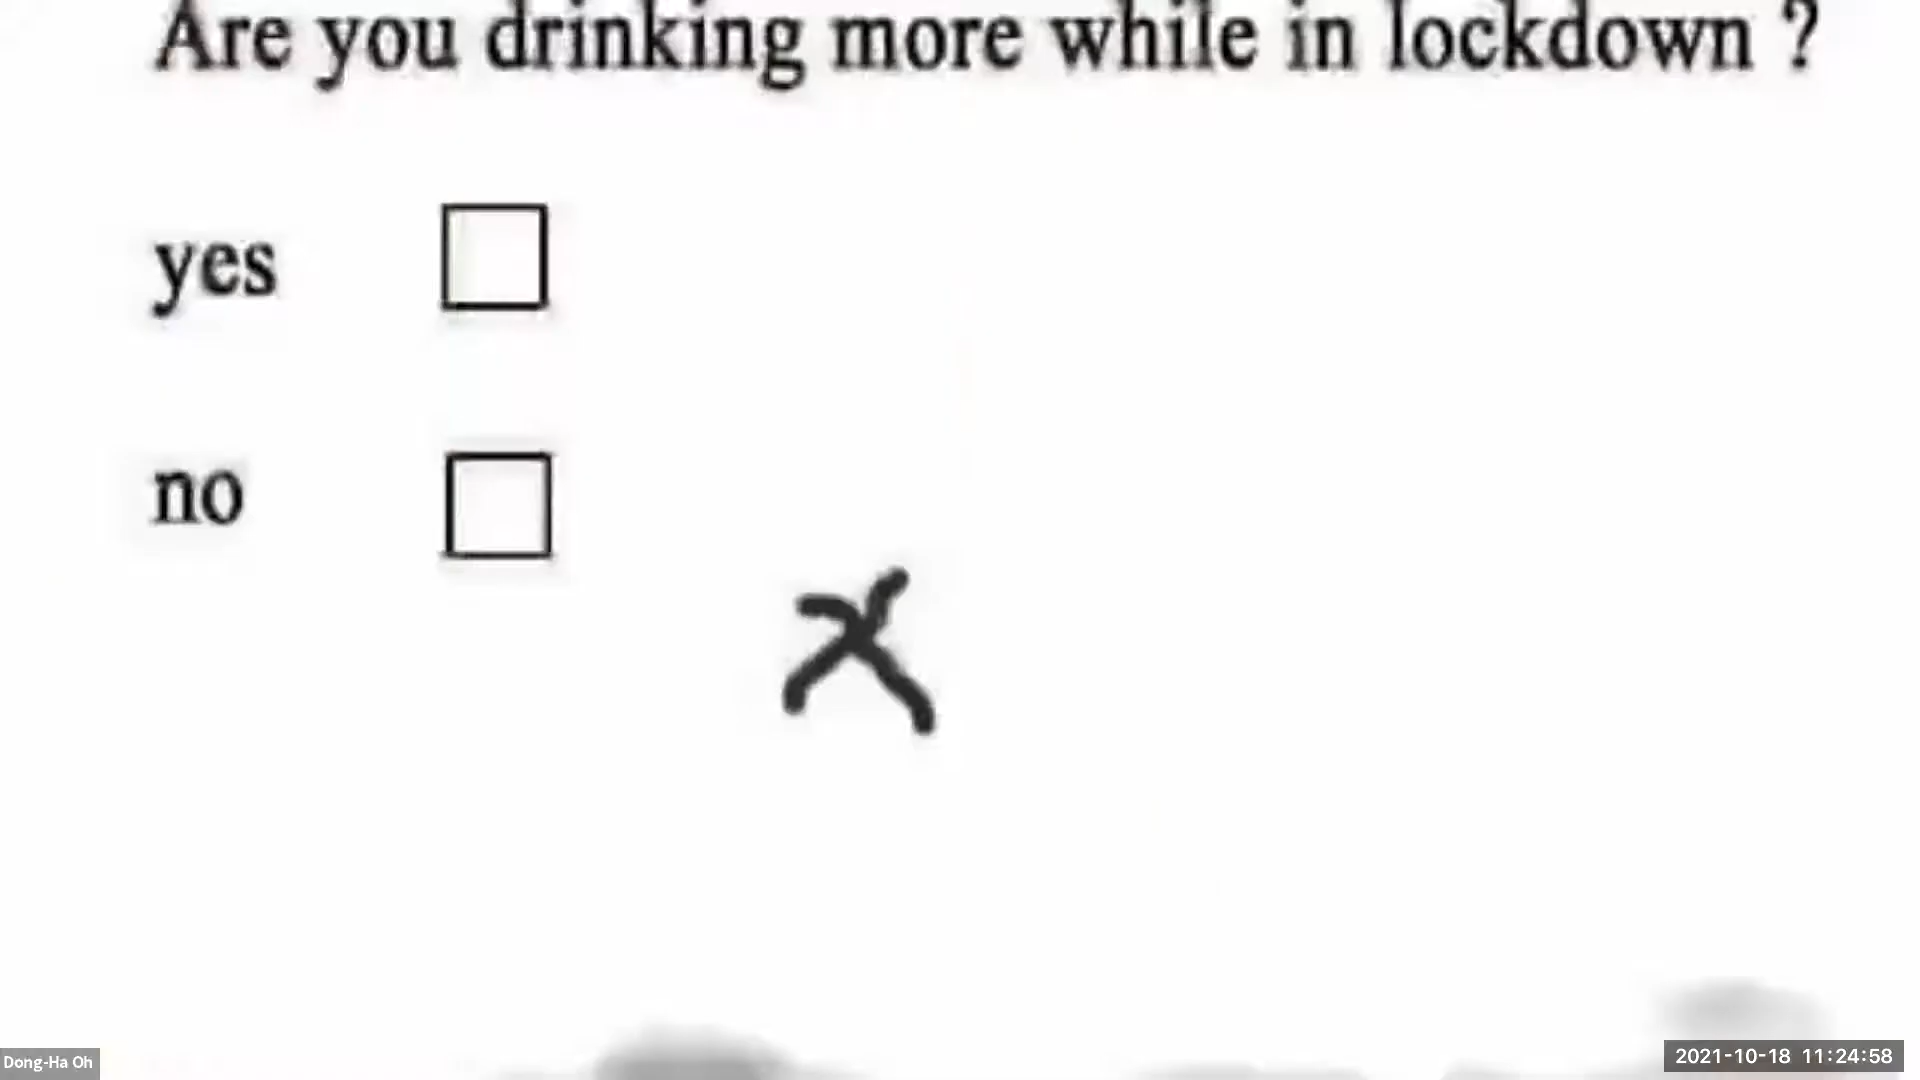 Are you drinking more while in lockdown ?
yes
no
Dong-Ha Oh
2021-10-18 11:24:58